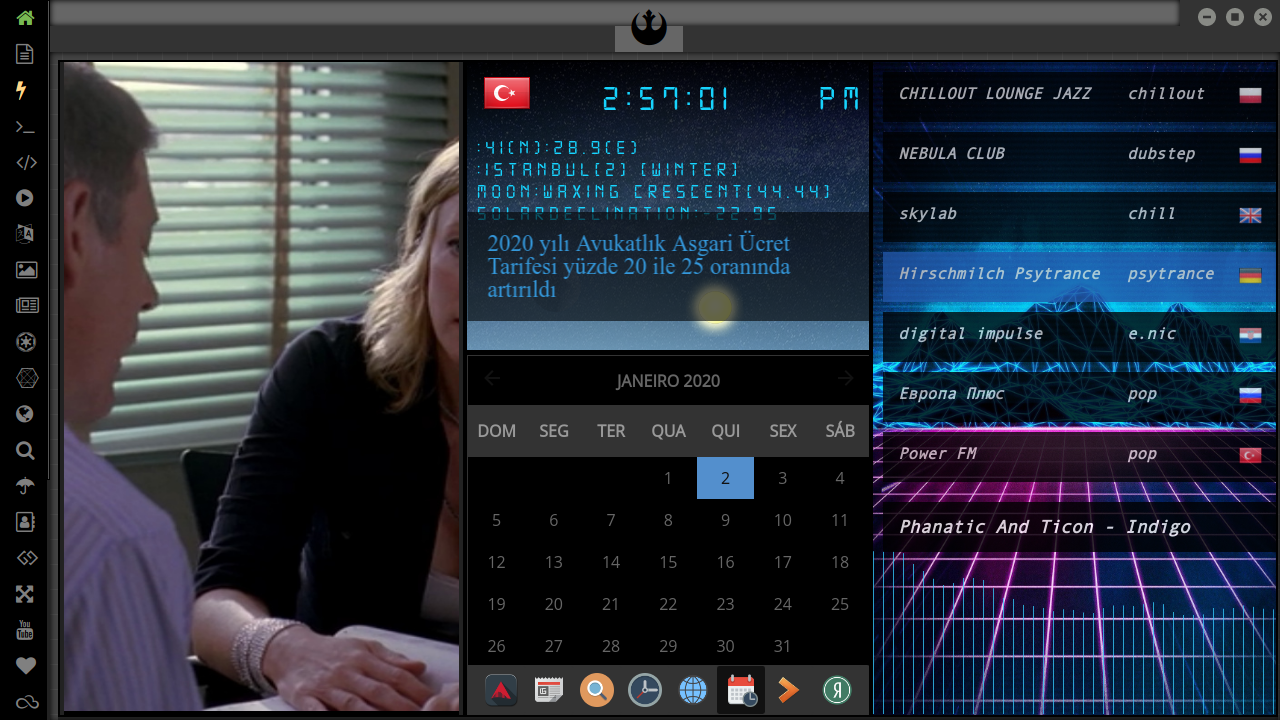 2:57:01 PM
:41(N):28.9(E)
:ISTANBUL(2) (WINTER)
MOON:WAXING CRESCENT(44.44)
SOLARDECLINATION:-22.95
2020 yılı Avukatlık Asgari Ücret
Tarifesi yüzde 20 ile 25 oranında
artırıldı
JANEIRO 2020
DOM SEG TER QUA QUI SEX SÁB
1 2 3 4
5 6 7 8 9 10 11
12 13 14 15 16 17 18
19 20 21 22 23 24 25
26 27 28 29 30 31
CHILLOUT LOUNGE JAZZ chillout
NEBULA CLUB dubstep
skylab chill
Hirschmilch Psytrance psytrance
digital impulse e.nic
Европа Плюс pop
Power FM pop
Phanatic And Ticon - Indigo
You
Tube
Я